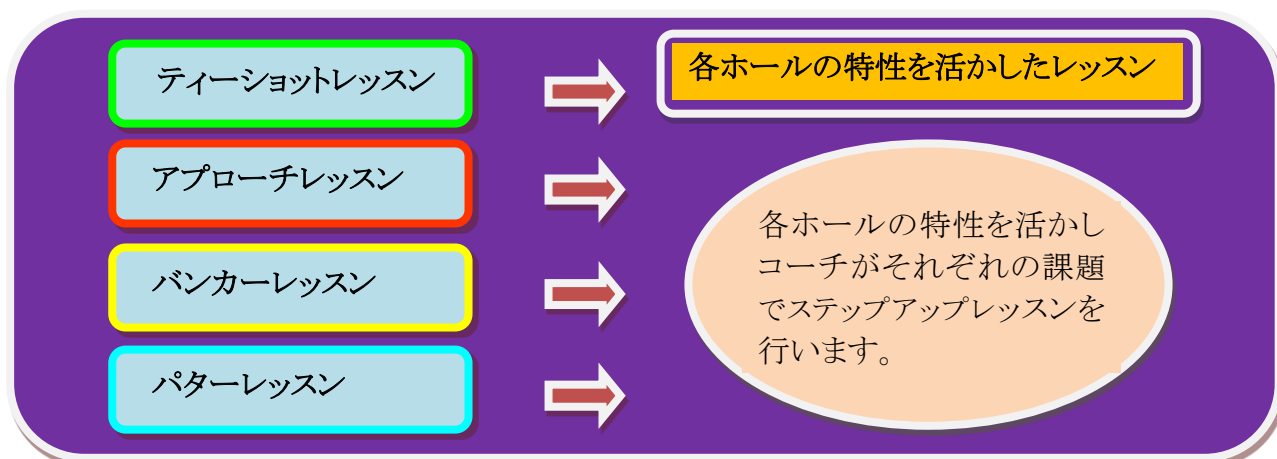 ティーショットレッスン
各ホールの特性を活かしたレッスン
アプローチレッスン
バンカーレッスン
パターレッスン
各ホールの特性を活かし
コーチがそれぞれの課題
でステップアップレッスンを
行います。